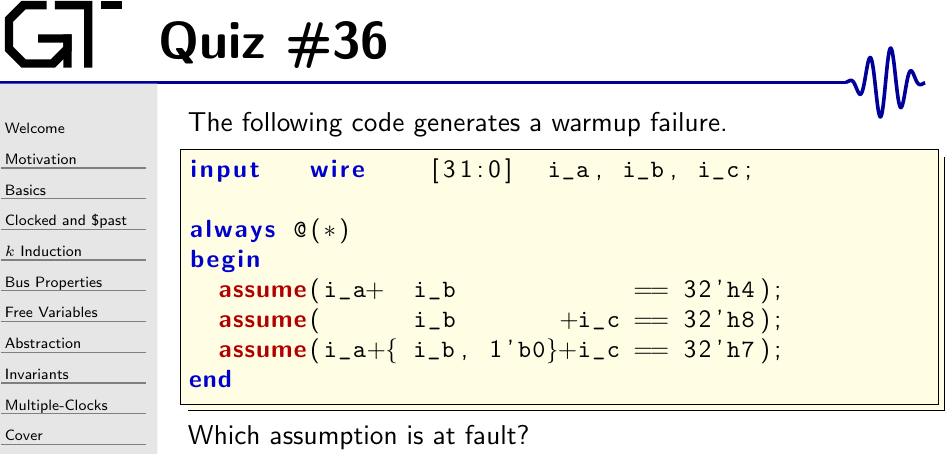 GT
Quiz #36
Welcome
Motivation
Basics
Clocked and $past
k Induction
Bus Properties
Free Variables
Abstraction
Invariants
Multiple-Clocks
Cover
The following code generates a warmup failure.
input wire [31:0] i_a, i_b, i_c;
always @(*)
begin
assume(i_a+ i_b == 32'h4);
assume( i_b +i_c == 32'h8);
assume(i_a+{ i_b, 1'b0}+i_c == 32'h7);
end
Which assumption is at fault?